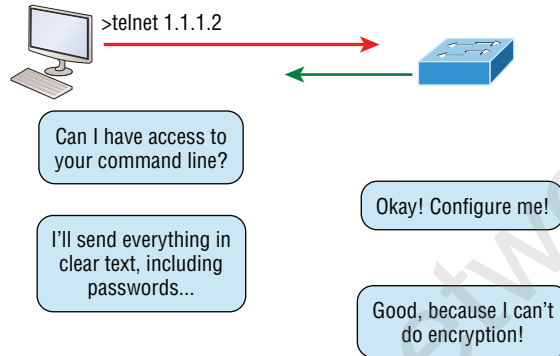 >telnet 1.1.1.2
Can I have access to
your command line?
Okay! Configure me!
I'll send everything in
clear text, including
passwords...
Good, because I can't
do encryption!